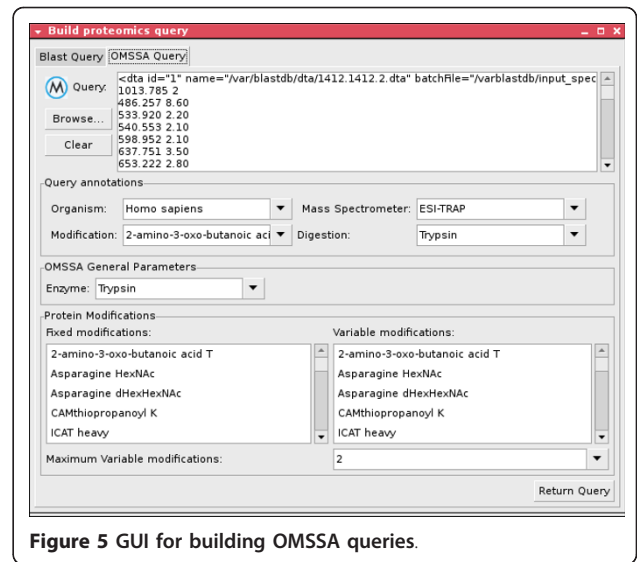 Build proteomics query
Blast Query OMSSA Query
M Query:
<dta id="1" name="/var/blastdb/dta/1412.1412.2.dta" batchFile="/varblastdb/input_spec
1013.785 2
486.257 8.60
533.920 2.20
540.553 2.10
598.952 2.10
637.751 3.50
653.222 2.80
Browse...
Clear
Query annotations
Organism: Homo sapiens Mass Spectrometer: ESI-TRAP
Modification: 2-amino-3-oxo-butanoic aci Digestion: Trypsin
OMSSA General Parameters
Enzyme: Trypsin
Protein Modifications
Fixed modifications:
2-amino-3-oxo-butanoic acid T
Asparagine HexNAc
Asparagine dHexHexNAc
CAMthiopropanoyl K
ICAT heavy
Variable modifications:
2-amino-3-oxo-butanoic acid T
Asparagine HexNAc
Asparagine dHexHexNAc
CAMthiopropanoyl K
ICAT heavy
Maximum Variable modifications: 2
Return Query
Figure 5 GUI for building OMSSA queries.